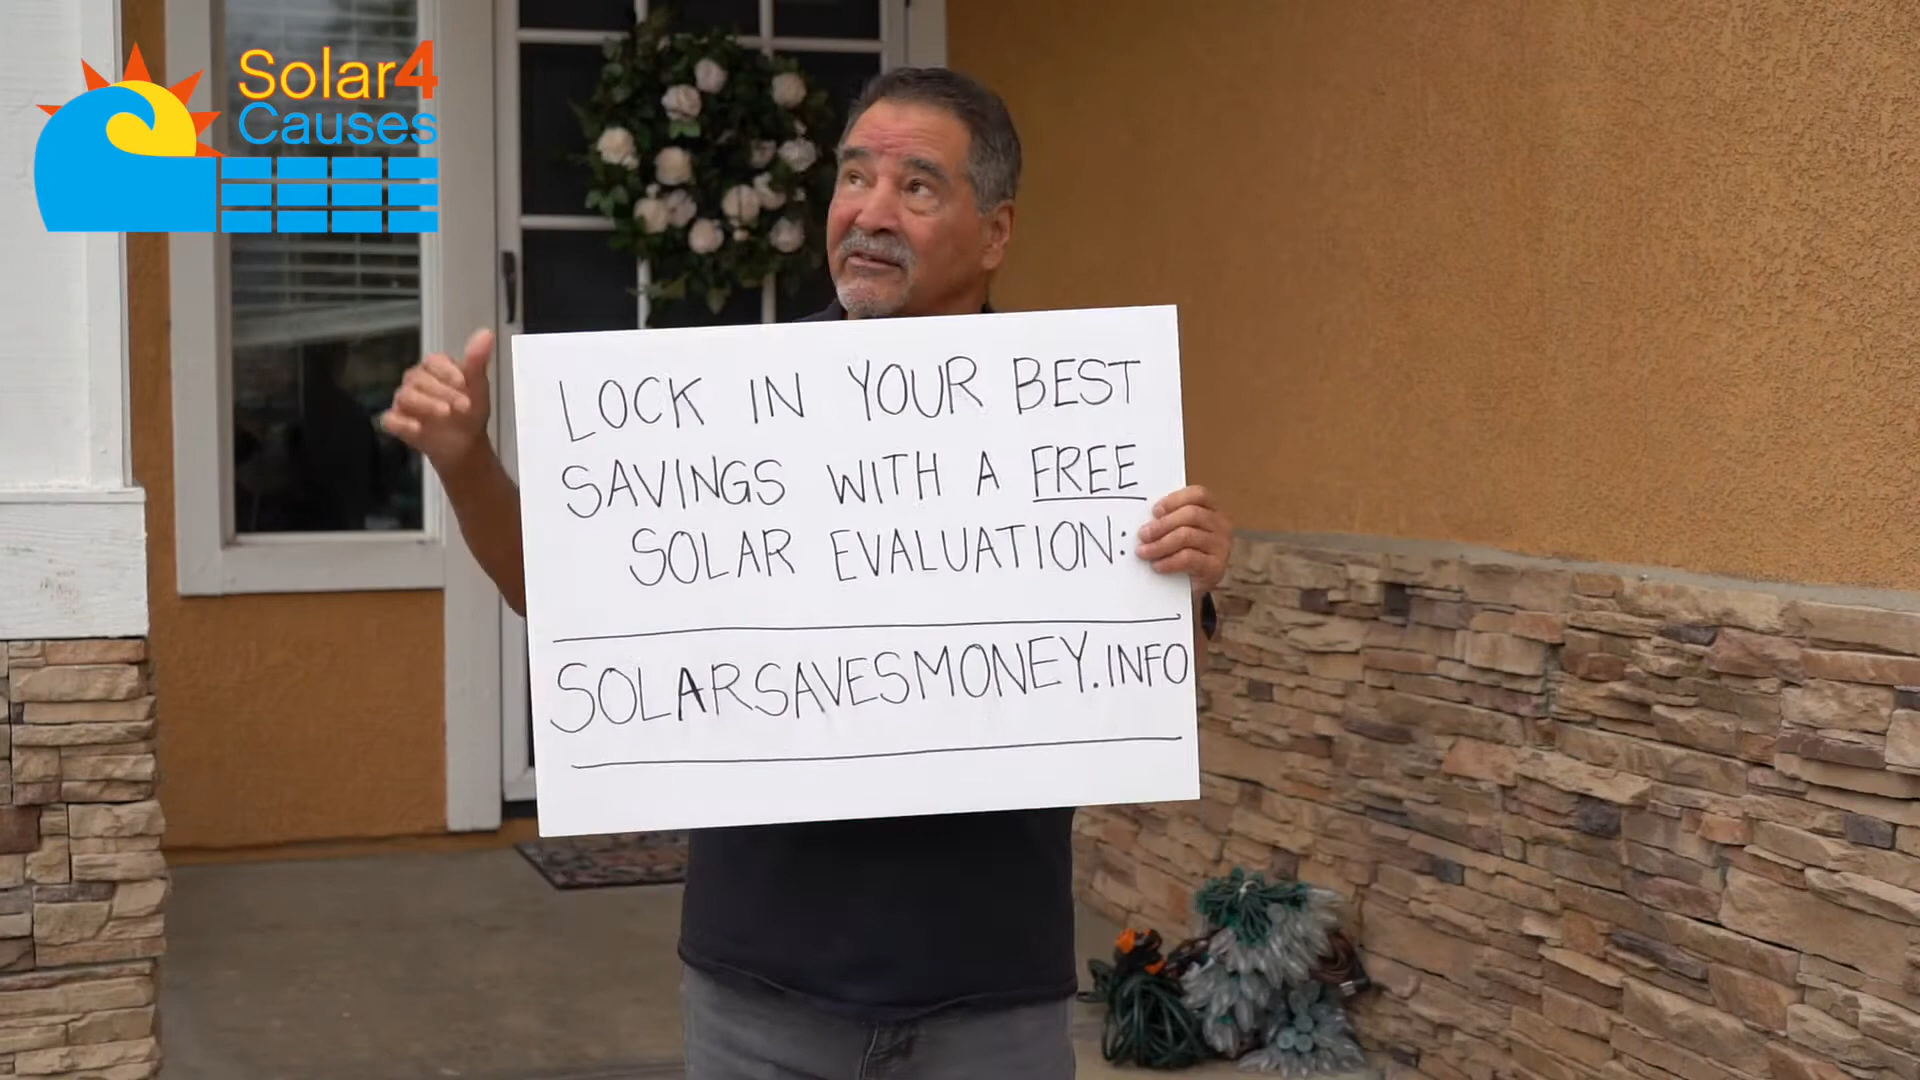 Solar4
Causes
LOCK IN YOUR BEST
SAVINGS WITH A FREE
SOLAR EVALUATION:
SOLARSAVESMONEY.INFO